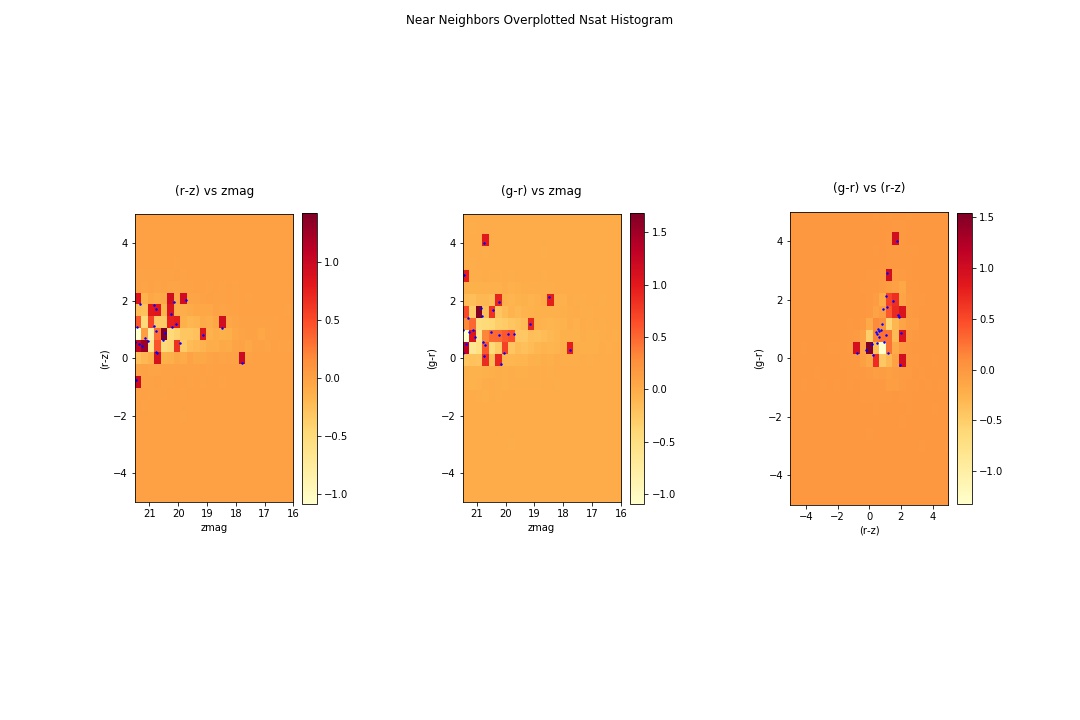 Near Neighbors Overplotted Nsat Histogram
(r-z) vs zmag
4
2
0
−2
−4
(r-z)
21 20 19 18 17 16
zmag
1.0
0.5
0.0
−0.5
−1.0
(g-r) vs zmag
4
2
0
−2
−4
(g-r)
21 20 19 18 17 16
zmag
1.5
1.0
0.5
0.0
−0.5
−1.0
(g-r) vs (r-z)
4
2
0
−2
−4
(g-r)
−4 −2 0 2 4
(r-z)
1.5
1.0
0.5
0.0
−0.5
−1.0